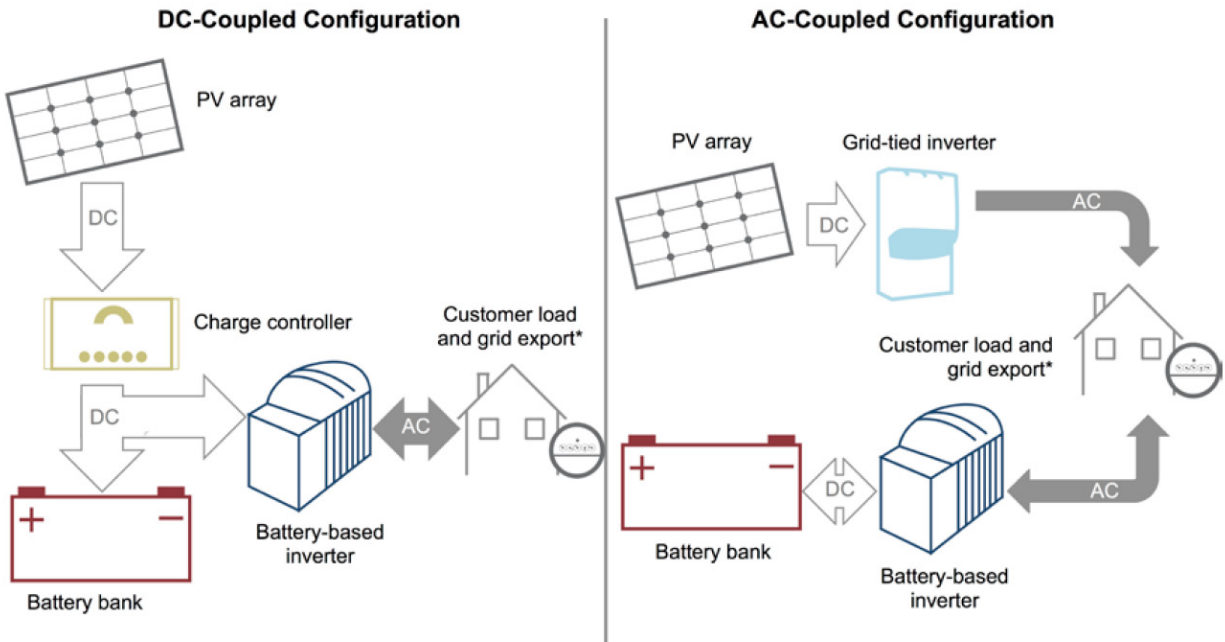 DC-Coupled Configuration
PV array
DC
Charge controller
DC
Customer load
and grid export*
AC
Battery-based
inverter
+ −
Battery bank
AC-Coupled Configuration
PV array
Grid-tied inverter
DC
AC
Customer load and
grid export*
+ −
DC
AC
Battery bank
Battery-based
inverter